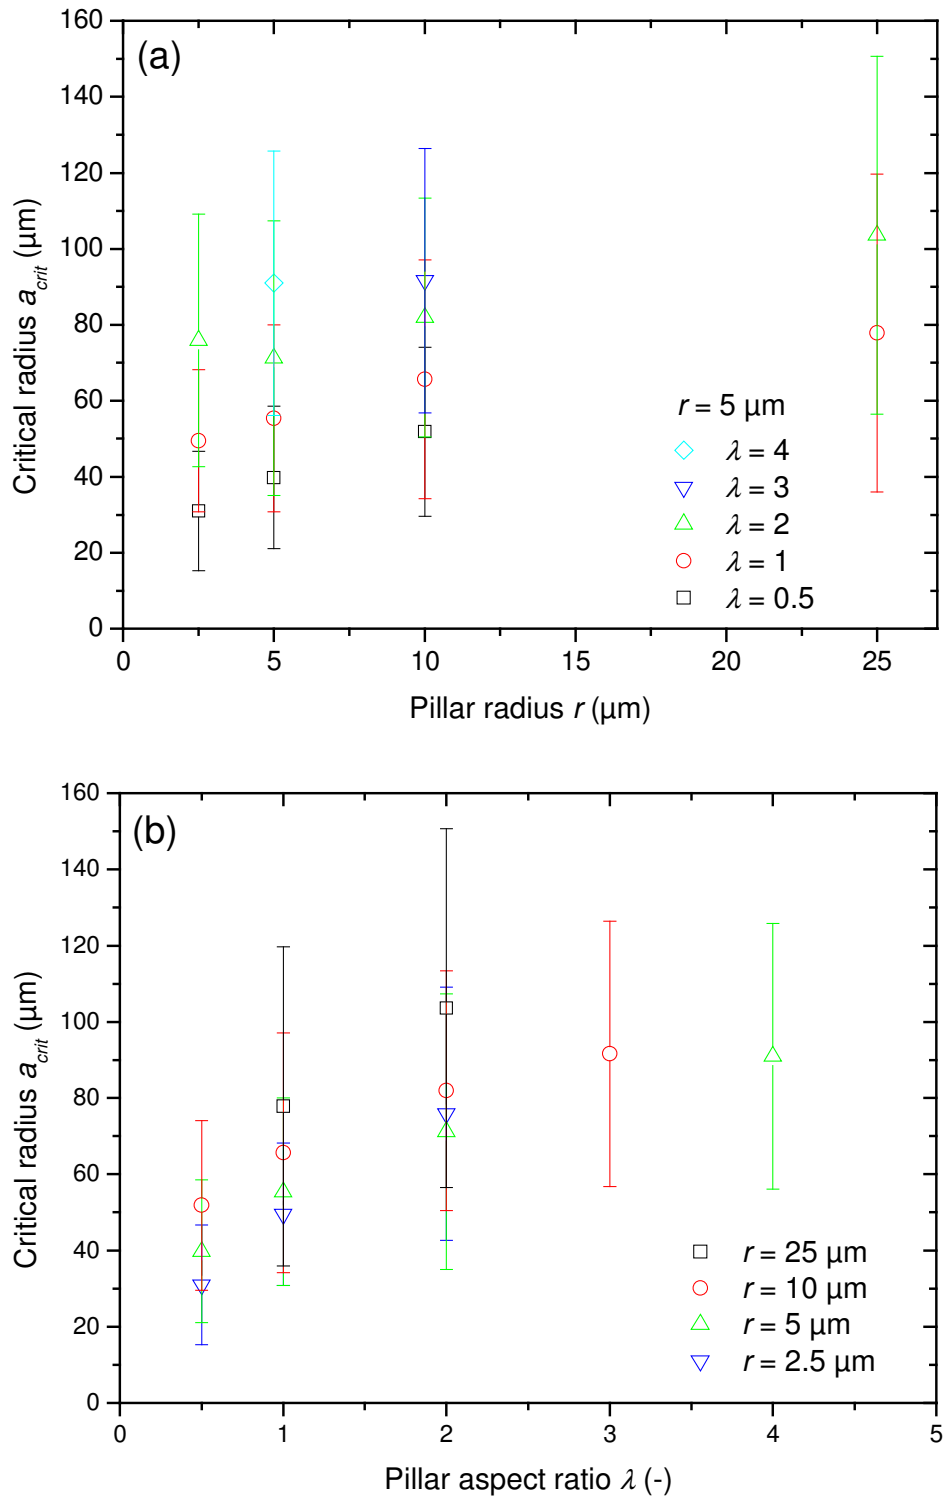 (a)
Critical radius a_crit (µm)
160
140
120
100
80
60
40
20
0
r = 5 µm
λ = 4
λ = 3
λ = 2
λ = 1
λ = 0.5
0 5 10 15 20 25
Pillar radius r (µm)
(b)
Critical radius a_crit (µm)
160
140
120
100
80
60
40
20
0
r = 25 µm
r = 10 µm
r = 5 µm
r = 2.5 µm
0 1 2 3 4 5
Pillar aspect ratio λ (-)